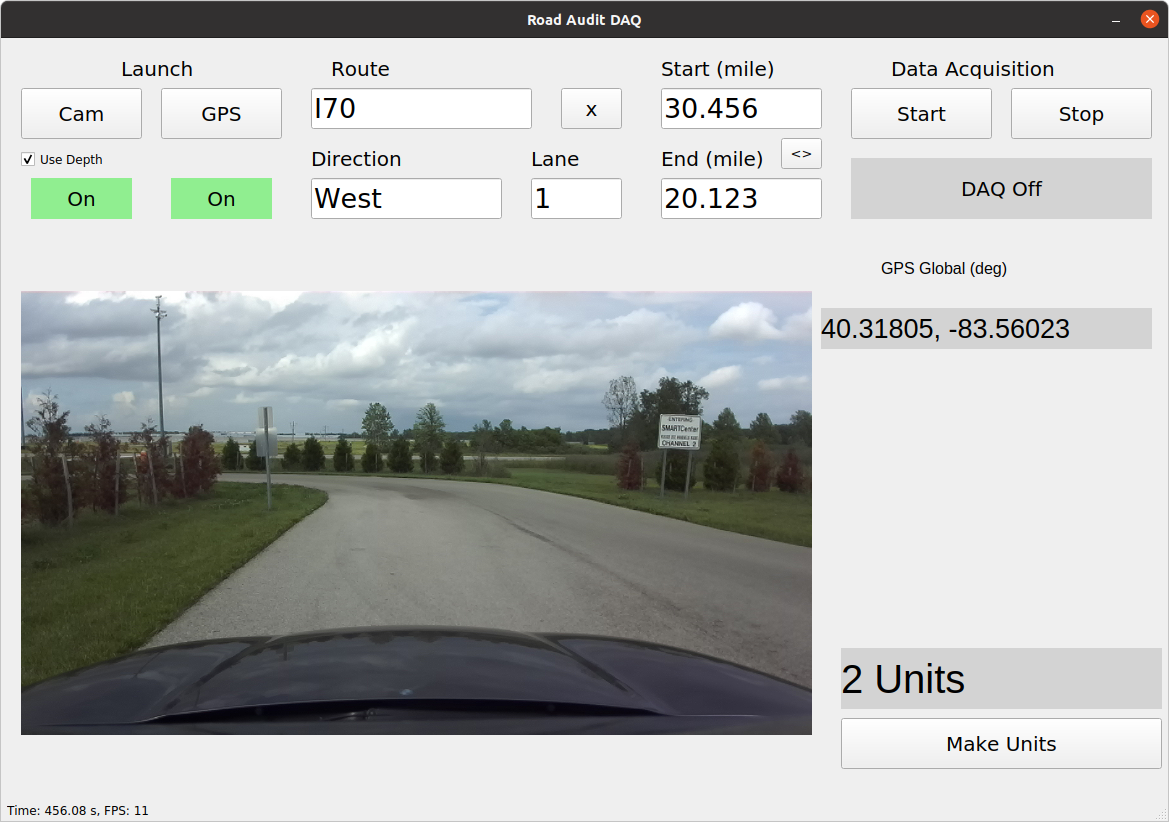 Road Audit DAQ
Launch
Route
Start (mile)
Data Acquisition
Cam
GPS
I70
x
30.456
Start
Stop
Use Depth
Direction
Lane
End (mile)
<>
On
On
West
1
20.123
DAQ Off
GPS Global (deg)
40.31805, -83.56023
ENTERING
SMARTCenter
CHANNEL 2
2 Units
Make Units
Time: 456.08 s, FPS: 11